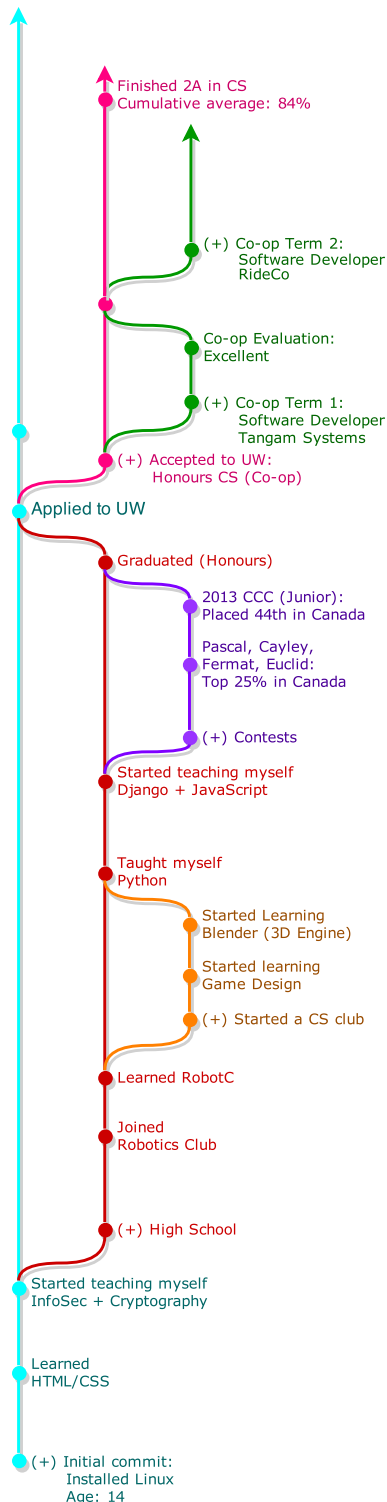 Finished 2A in CS
Cumulative average: 84%
(+) Co-op Term 2:
Software Developer
RideCo
Co-op Evaluation:
Excellent
(+) Co-op Term 1:
Software Developer
Tangam Systems
(+) Accepted to UW:
Honours CS (Co-op)
Applied to UW
Graduated (Honours)
2013 CCC (Junior):
Placed 44th in Canada
Pascal, Cayley,
Fermat, Euclid:
Top 25% in Canada
(+) Contests
Started teaching myself
Django + JavaScript
Taught myself
Python
Started Learning
Blender (3D Engine)
Started learning
Game Design
(+) Started a CS club
Learned RobotC
Joined
Robotics Club
(+) High School
Started teaching myself
InfoSec + Cryptography
Learned
HTML/CSS
(+) Initial commit:
Installed Linux
Age: 14